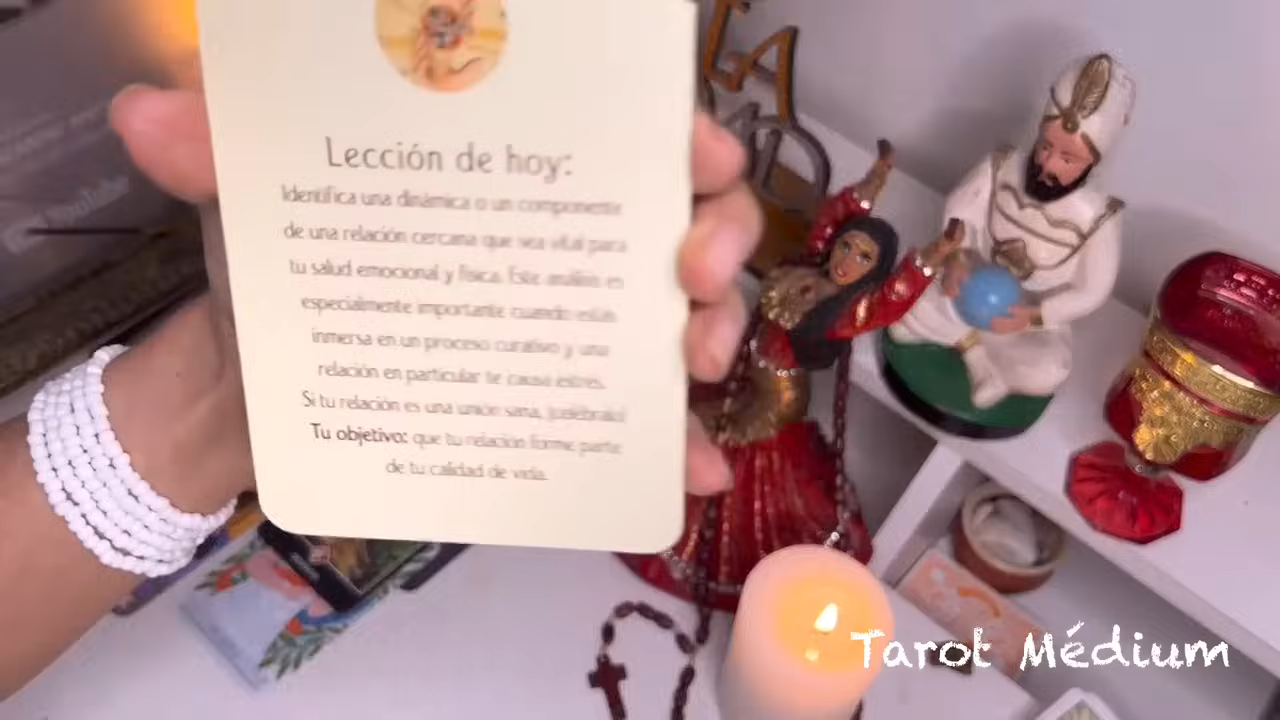 LA
Lección de hoy:
Identifica una dinámica o un componente
de una relación cercana que sea vital para
tu salud emocional y física. Este análisis es
especialmente importante cuando estás
inmersa en un proceso curativo y una
relación en particular te causa estrés.
Si tu relación es una unión sana, ¡celébralo!
Tu objetivo: que tu relación forme parte
de tu calidad de vida.
Tarot Médium